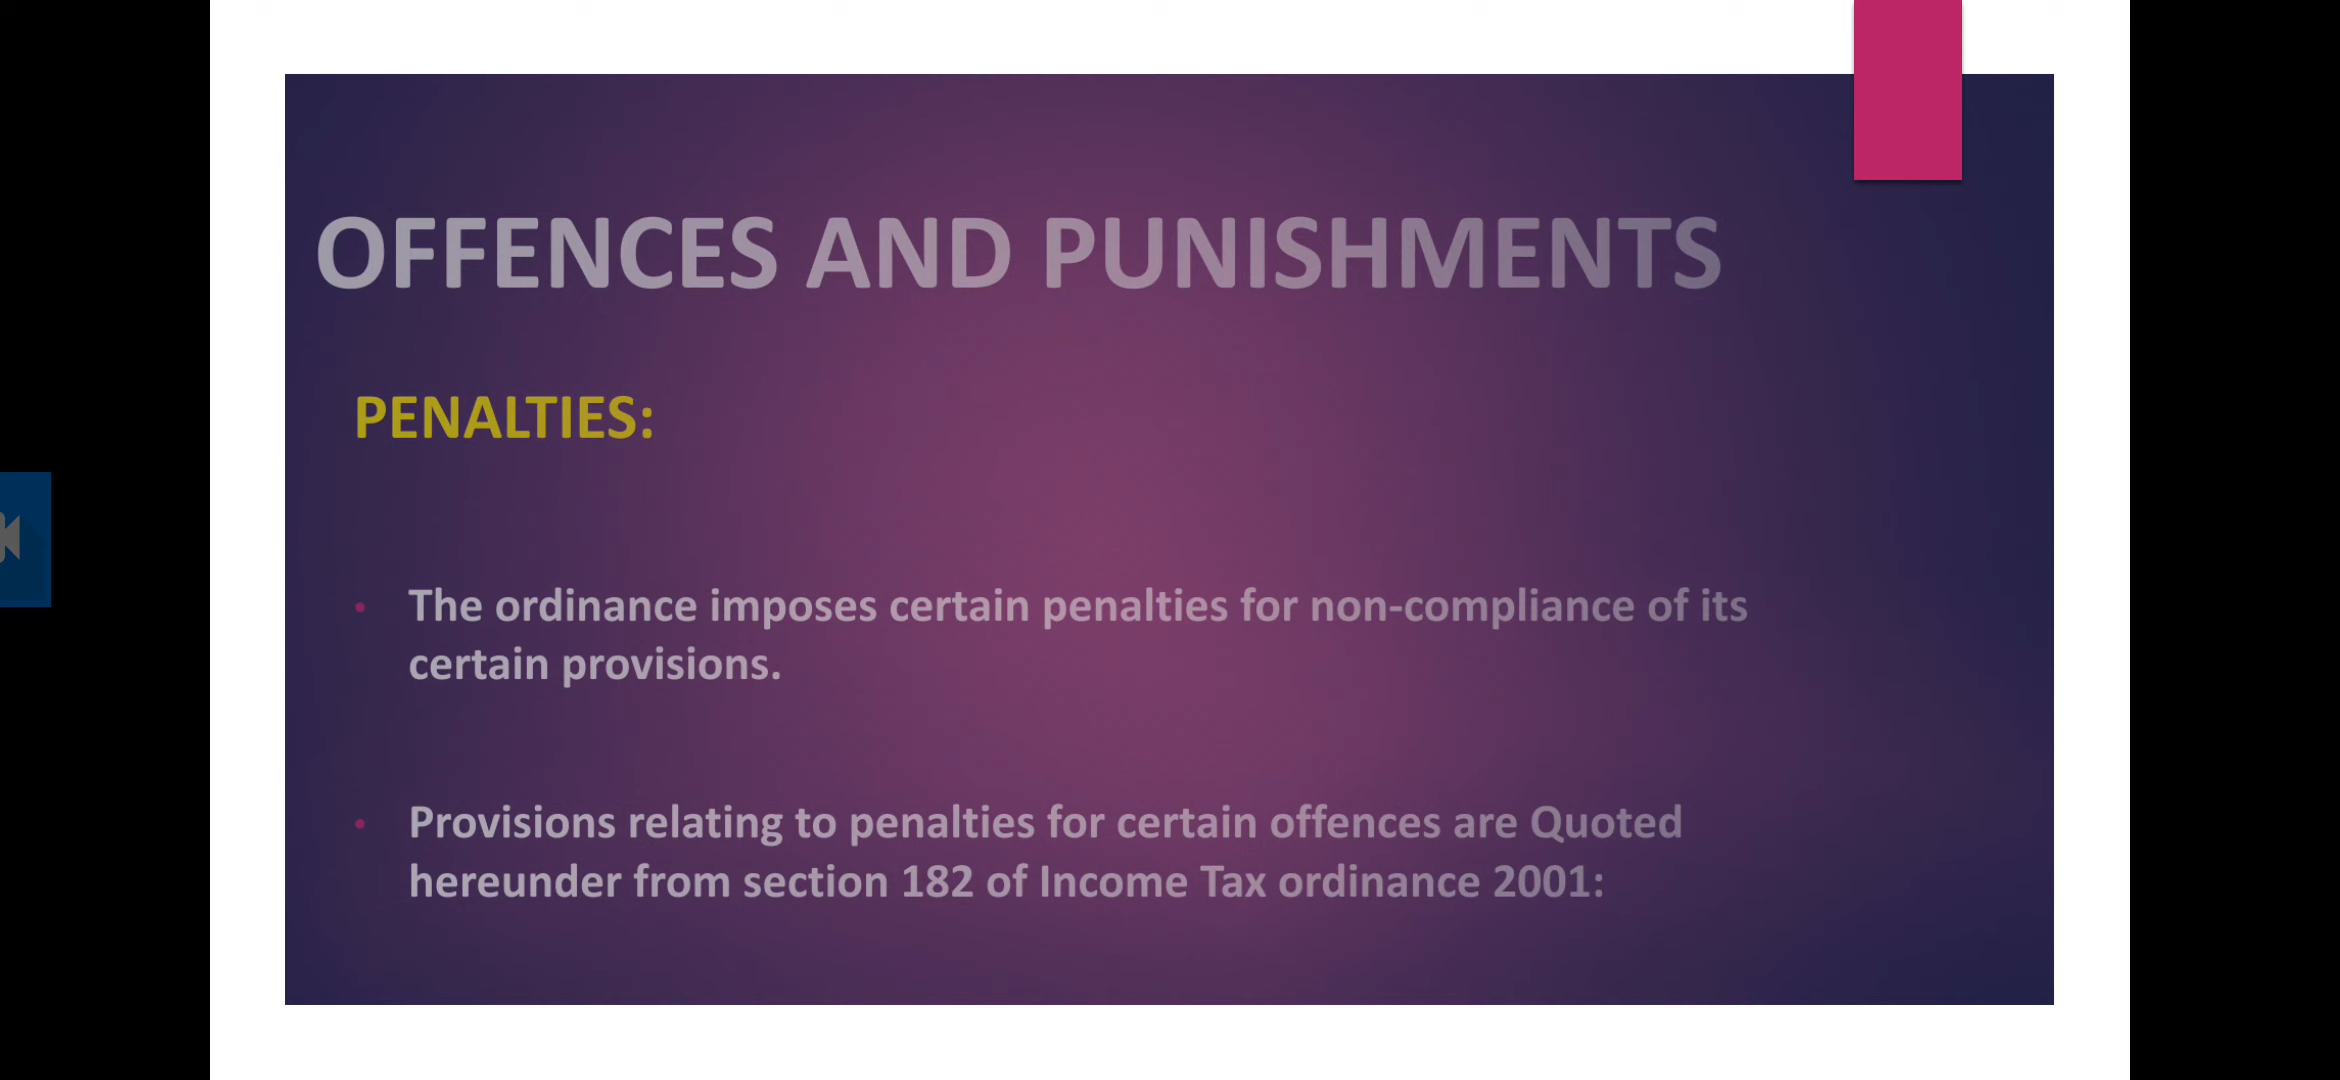 OFFENCES AND PUNISHMENTS
PENALTIES:
• The ordinance imposes certain penalties for non-compliance of its
certain provisions.
• Provisions relating to penalties for certain offences are Quoted
hereunder from section 182 of Income Tax ordinance 2001: